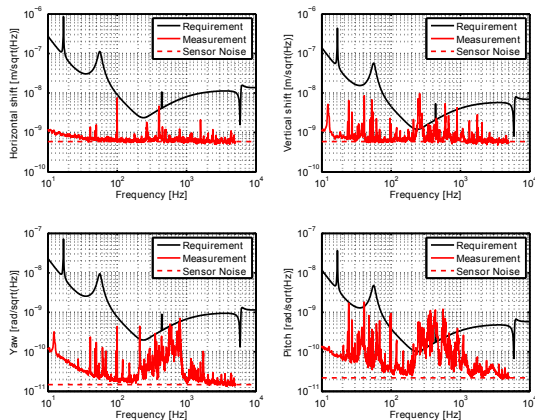 10^-6
10^-7
10^-8
10^-9
10^-10
Horizontal shift [m/sqrt(Hz)]
Requirement
Measurement
Sensor Noise
10^1 10^2 10^3 10^4
Frequency [Hz]
10^-6
10^-7
10^-8
10^-9
10^-10
Vertical shift [m/sqrt(Hz)]
Requirement
Measurement
Sensor Noise
10^1 10^2 10^3 10^4
Frequency [Hz]
10^-7
10^-8
10^-9
10^-10
10^-11
Yaw [rad/sqrt(Hz)]
Requirement
Measurement
Sensor Noise
10^1 10^2 10^3 10^4
Frequency [Hz]
10^-7
10^-8
10^-9
10^-10
10^-11
Pitch [rad/sqrt(Hz)]
Requirement
Measurement
Sensor Noise
10^1 10^2 10^3 10^4
Frequency [Hz]